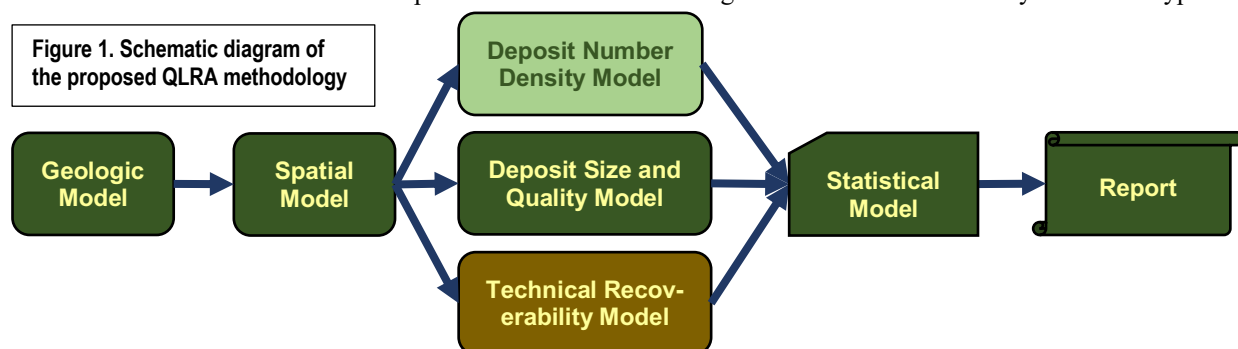 Figure 1. Schematic diagram of
the proposed QLRA methodology
Deposit Number
Density Model
Geologic
Model
Spatial
Model
Deposit Size and
Quality Model
Technical Recov-
erability Model
Statistical
Model
Report